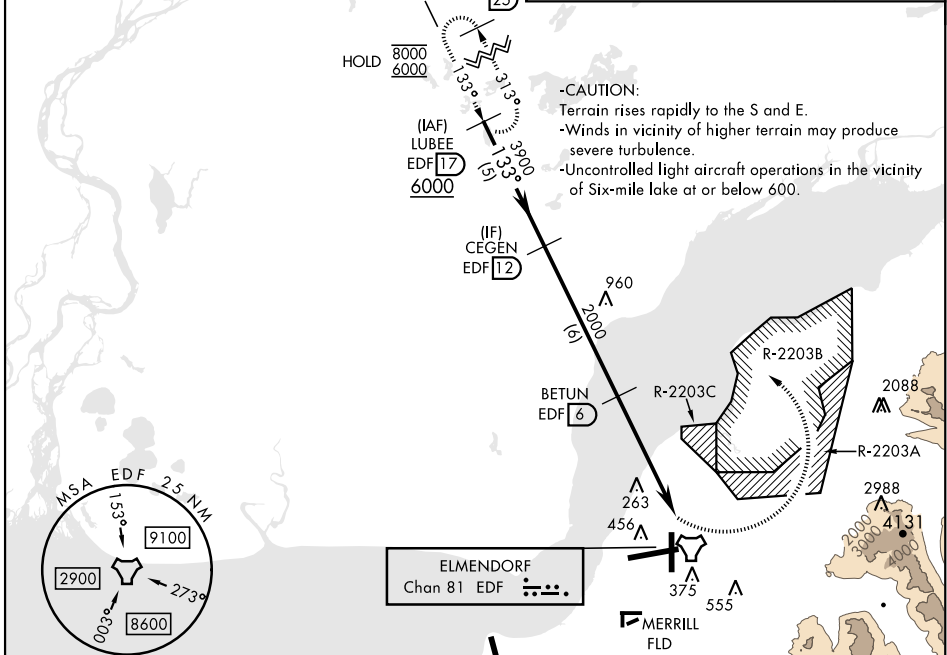 25
HOLD 8000
6000
133°
313°
-CAUTION:
Terrain rises rapidly to the S and E.
-Winds in vicinity of higher terrain may produce
severe turbulence.
-Uncontrolled light aircraft operations in the vicinity
of Six-mile lake at or below 600.
(IAF)
LUBEE
EDF 17
6000
3900
133°
(5)
(IF)
CEGEN
EDF 12
960
2000
(6)
R-2203B
BETUN
EDF 6
R-2203C
2088
R-2203A
MSA EDF 25 NM
153°
9100
2900
273°
003°
8600
263
456
2988
4131
2000
3000
4000
ELMENDORF
Chan 81 EDF
375
555
MERRILL
FLD